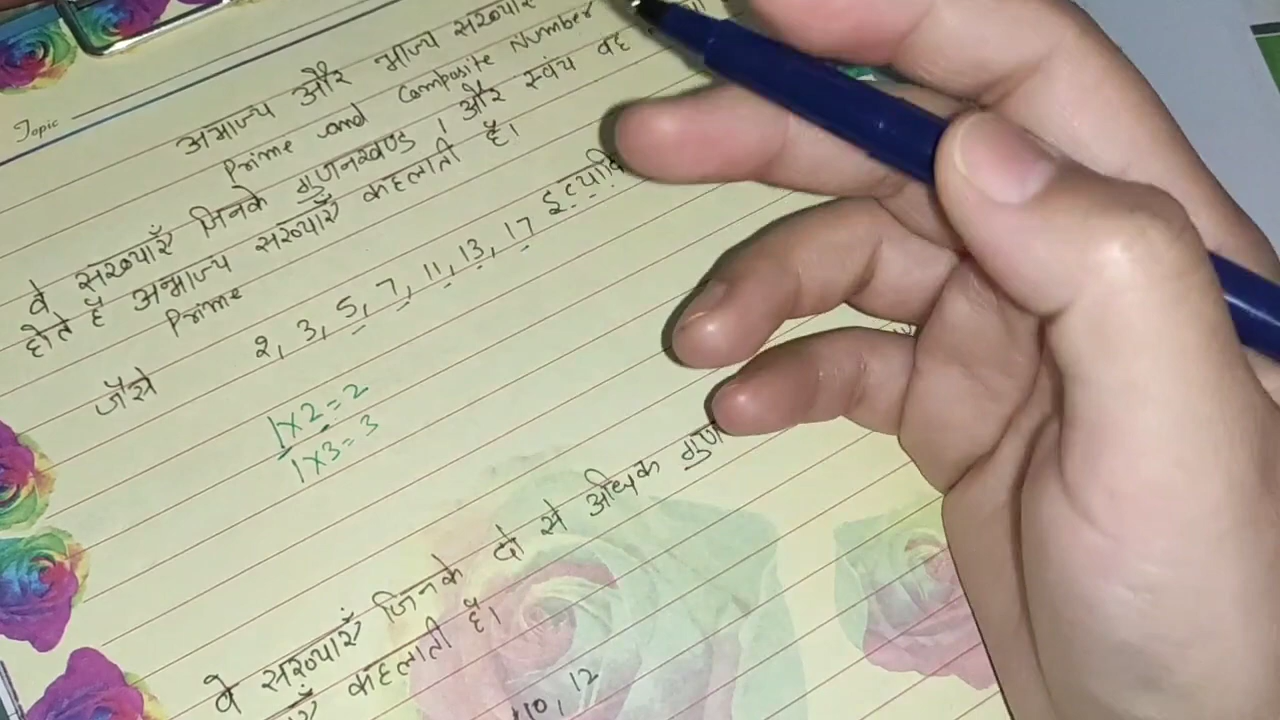 Topic
अभाज्य और भाज्य संख्याएँ
Prime and Composite Number
वे संख्याएँ जिनके गुणनखण्ड 1 और स्वंय वह
होते है अभाज्य संख्याएँ कहलाती है।
Prime
जैसे 2, 3, 5, 7, 11, 13, 17 इत्यादि
1×2=2
1×3=3
वे संख्याएँ जिनके दो से अधिक गुण
कहलाती है।
10, 12